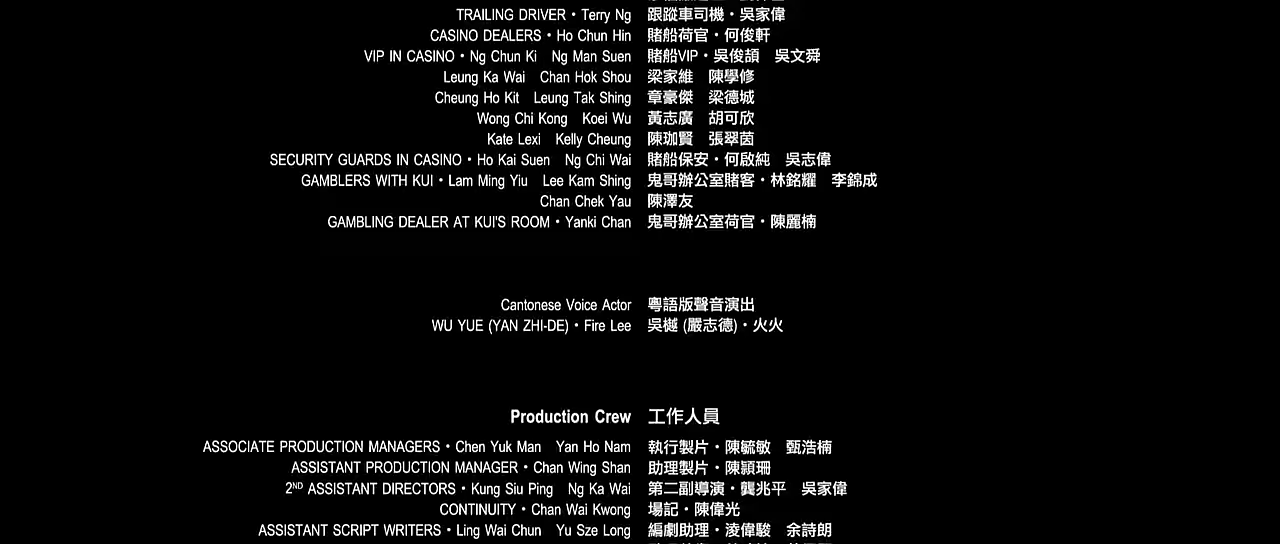 TRAILING DRIVER • Terry Ng 跟蹤車司機・吳家偉
CASINO DEALERS • Ho Chun Hin 賭船荷官・何俊軒
VIP IN CASINO • Ng Chun Ki Ng Man Suen 賭船VIP・吳俊頡 吳文舜
Leung Ka Wai Chan Hok Shou 梁家維 陳學修
Cheung Ho Kit Leung Tak Shing 章豪傑 梁德城
Wong Chi Kong Koei Wu 黃志廣 胡可欣
Kate Lexi Kelly Cheung 陳珈賢 張翠茵
SECURITY GUARDS IN CASINO • Ho Kai Suen Ng Chi Wai 賭船保安・何啟純 吳志偉
GAMBLERS WITH KUI • Lam Ming Yiu Lee Kam Shing 鬼哥辦公室賭客・林銘耀 李錦成
Chan Chek Yau 陳澤友
GAMBLING DEALER AT KUI'S ROOM • Yanki Chan 鬼哥辦公室荷官・陳麗楠
Cantonese Voice Actor 粵語版聲音演出
WU YUE (YAN ZHI-DE) • Fire Lee 吳樾 (嚴志德)・火火
Production Crew 工作人員
ASSOCIATE PRODUCTION MANAGERS • Chen Yuk Man Yan Ho Nam 執行製片・陳毓敏 甄浩楠
ASSISTANT PRODUCTION MANAGER • Chan Wing Shan 助理製片・陳穎珊
2ND ASSISTANT DIRECTORS • Kung Siu Ping Ng Ka Wai 第二副導演・龔兆平 吳家偉
CONTINUITY • Chan Wai Kwong 場記・陳偉光
ASSISTANT SCRIPT WRITERS • Ling Wai Chun Yu Sze Long 編劇助理・淩偉駿 余詩朗